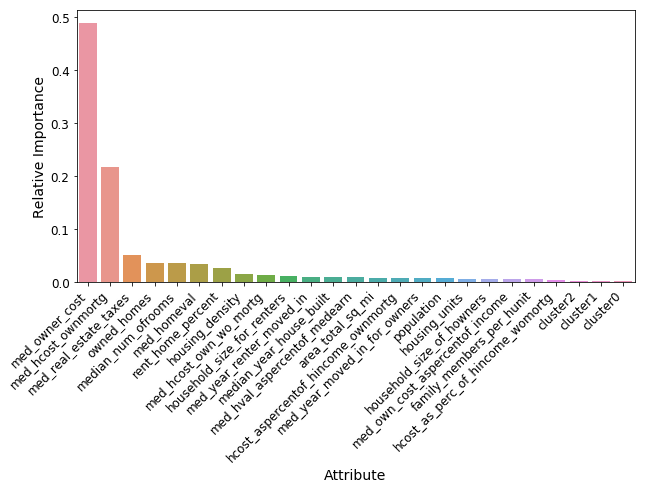 0.5
0.4
0.3
0.2
0.1
0.0
Relative Importance
med_owner_cost
med_hcost_ownmortg
med_real_estate_taxes
owned_homes
median_num_ofrooms
med_homeval
rent_home_percent
housing_density
med_hcost_own_wo_mortg
household_size_for_renters
med_year_renter_moved_in
median_year_house_built
med_hval_aspercentof_medearn
area_total_sq_mi
hcost_aspercentof_hincome_ownmortg
med_year_moved_in_for_owners
population
housing_units
household_size_of_howners
med_own_cost_aspercentof_income
family_members_per_hunit
hcost_as_perc_of_hincome_womortg
cluster2
cluster1
cluster0
Attribute